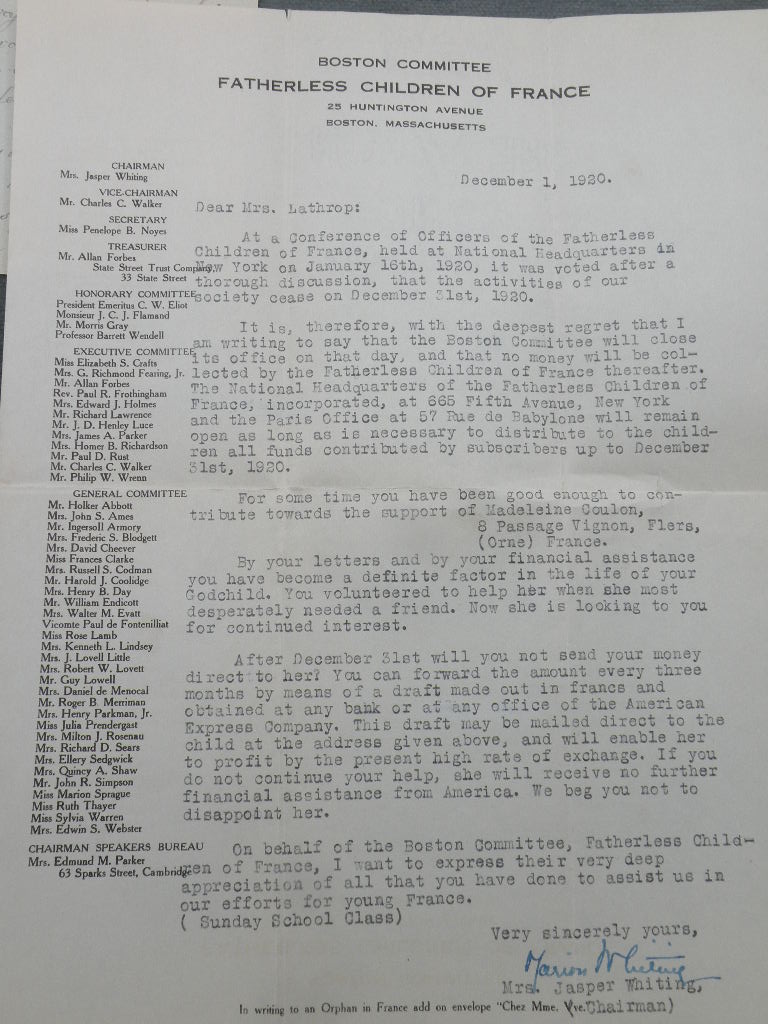 BOSTON COMMITTEE
FATHERLESS CHILDREN OF FRANCE
25 HUNTINGTON AVENUE
BOSTON, MASSACHUSETTS
CHAIRMAN
Mrs. Jasper Whiting
VICE-CHAIRMAN
Mr. Charles C. Walker
SECRETARY
Miss Penelope B. Noyes
TREASURER
Mr. Allan Forbes
State Street Trust Company,
33 State Street
HONORARY COMMITTEE
President Emeritus C. W. Eliot
Monsieur J. C. J. Flamand
Mr. Morris Gray
Professor Barrett Wendell
EXECUTIVE COMMITTEE
Miss Elizabeth S. Crafts
Mrs. G. Richmond Fearing, Jr.
Mr. Allan Forbes
Rev. Paul R. Frothingham
Mrs. Edward J. Holmes
Mr. Richard Lawrence
Mr. J. D. Henley Luce
Mrs. James A. Parker
Mrs. Homer B. Richardson
Mr. Paul D. Rust
Mr. Charles C. Walker
Mr. Philip W. Wrenn
GENERAL COMMITTEE
Mr. Holker Abbott
Mrs. John S. Ames
Mr. Ingersoll Armory
Mrs. Frederic S. Blodgett
Mrs. David Cheever
Miss Frances Clarke
Mrs. Russell S. Codman
Mr. Harold J. Coolidge
Mrs. Henry B. Day
Mr. William Endicott
Mrs. Walter M. Evatt
Vicomte Paul de Fontenilliat
Miss Rose Lamb
Mrs. Kenneth L. Lindsey
Mrs. J. Lovell Little
Mrs. Robert W. Lovett
Mr. Guy Lowell
Mrs. Daniel de Menocal
Mr. Roger B. Merriman
Mrs. Henry Parkman, Jr.
Miss Julia Prendergast
Mrs. Milton J. Rosenau
Mrs. Richard D. Sears
Mrs. Ellery Sedgwick
Mrs. Quincy A. Shaw
Mr. John R. Simpson
Miss Marion Sprague
Miss Ruth Thayer
Miss Sylvia Warren
Mrs. Edwin S. Webster
CHAIRMAN SPEAKERS BUREAU
Mrs. Edmund M. Parker
63 Sparks Street, Cambridge
December 1, 1920.
Dear Mrs. Lathrop:
At a Conference of Officers of the Fatherless
Children of France, held at National Headquarters in
New York on January 16th, 1920, it was voted after a
thorough discussion, that the activities of our
society cease on December 31st, 1920.
It is, therefore, with the deepest regret that I
am writing to say that the Boston Committee will close
its office on that day, and that no money will be col-
lected by the Fatherless Children of France thereafter.
The National Headquarters of the Fatherless Children of
France, incorporated, at 665 Fifth Avenue, New York
and the Paris Office at 57 Rue de Babylone will remain
open as long as is necessary to distribute to the child-
ren all funds contributed by subscribers up to December
31st, 1920.
For some time you have been good enough to con-
tribute towards the support of Madeleine Coulon,
8 Passage Vignon, Flers,
(Orne) France.
By your letters and by your financial assistance
you have become a definite factor in the life of your
Godchild. You volunteered to help her when she most
desperately needed a friend. Now she is looking to you
for continued interest.
After December 31st will you not send your money
direct to her? You can forward the amount every three
months by means of a draft made out in francs and
obtained at any bank or at any office of the American
Express Company. This draft may be mailed direct to the
child at the address given above, and will enable her
to profit by the present high rate of exchange. If you
do not continue your help, she will receive no further
financial assistance from America. We beg you not to
disappoint her.
On behalf of the Boston Committee, Fatherless Child-
ren of France, I want to express their very deep
appreciation of all that you have done to assist us in
our efforts for young France.
( Sunday School Class)
Very sincerely yours,
Marion Whiting
Mrs. Jasper Whiting,
Chairman)
In writing to an Orphan in France add on envelope "Chez Mme. Vve.